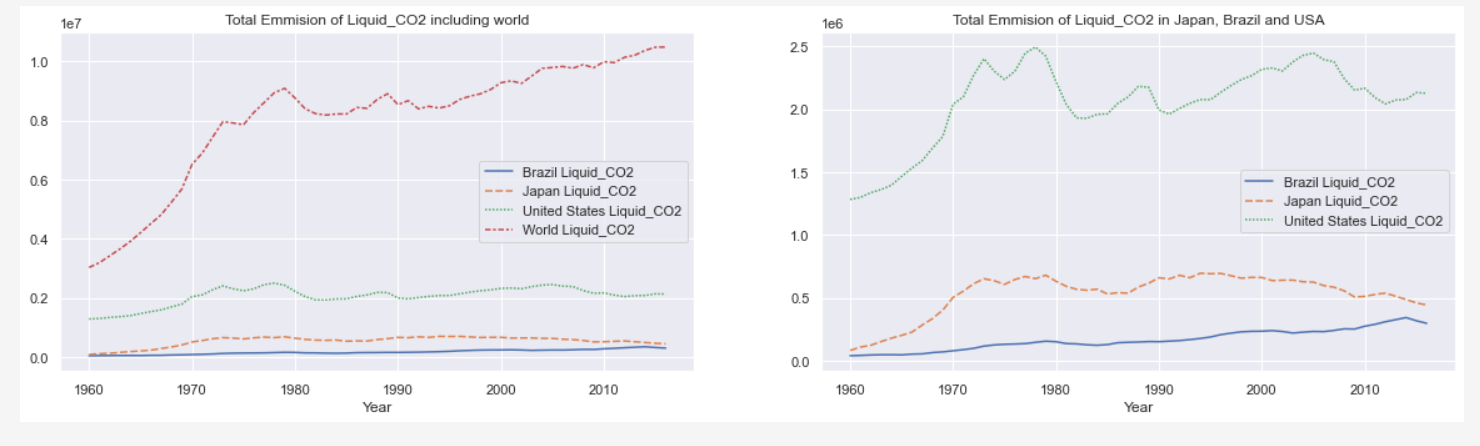 Total Emmision of Liquid_CO2 including world
1e7
1.0
0.8
0.6
0.4
0.2
0.0
Brazil Liquid_CO2
Japan Liquid_CO2
United States Liquid_CO2
World Liquid_CO2
1960 1970 1980 1990 2000 2010
Year
Total Emmision of Liquid_CO2 in Japan, Brazil and USA
1e6
2.5
2.0
1.5
1.0
0.5
0.0
Brazil Liquid_CO2
Japan Liquid_CO2
United States Liquid_CO2
1960 1970 1980 1990 2000 2010
Year